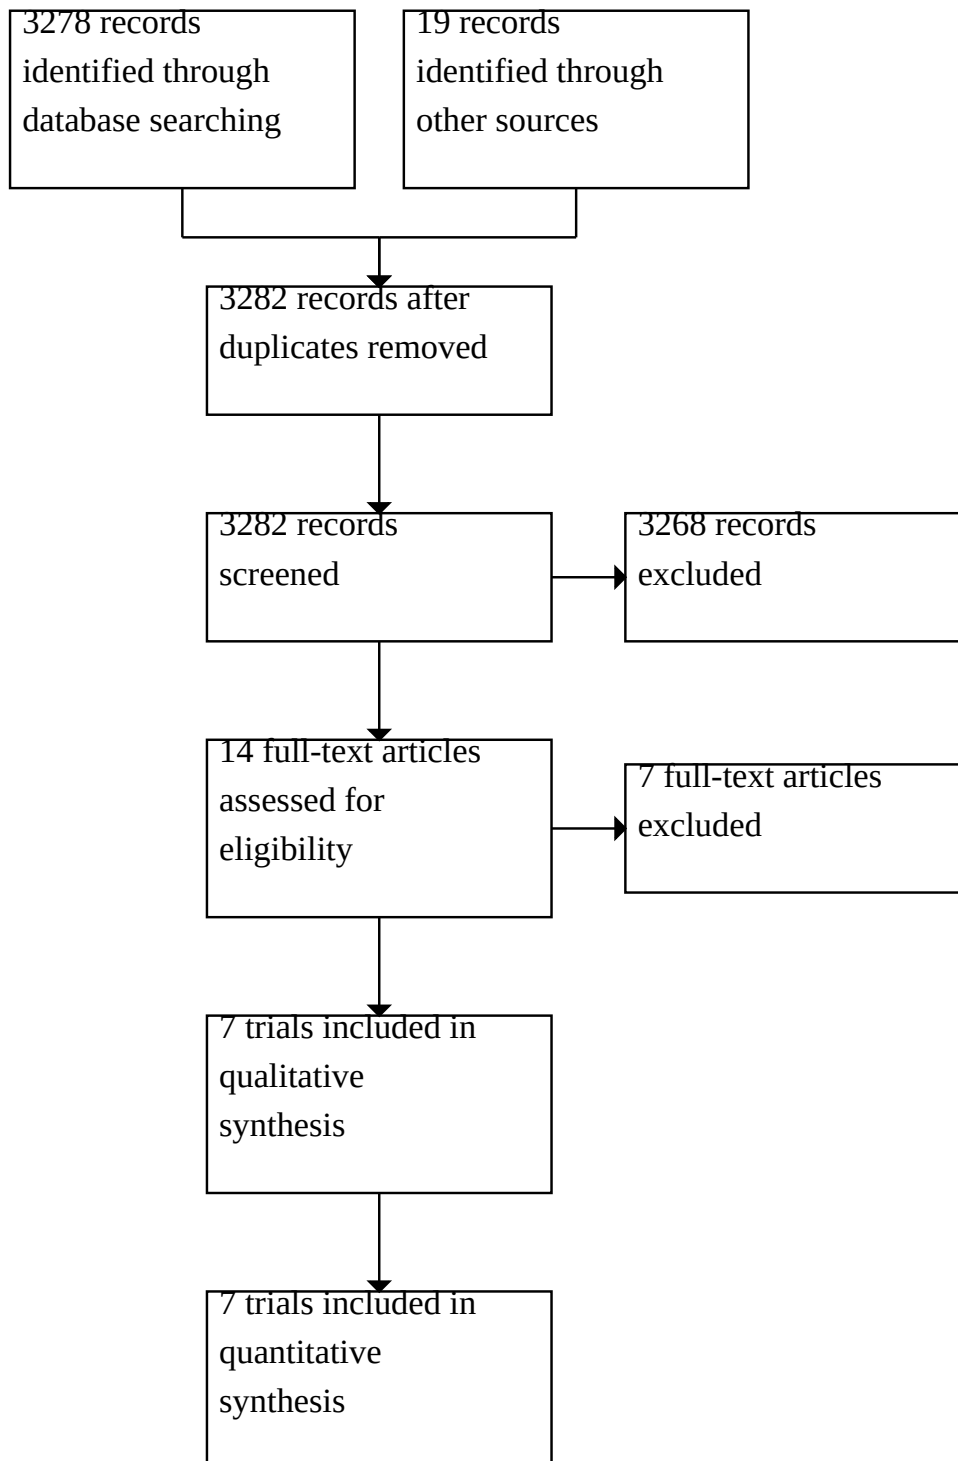 3278 records
identified through
database searching
19 records
identified through
other sources
3282 records after
duplicates removed
3282 records
screened
3268 records
excluded
14 full-text articles
assessed for
eligibility
7 full-text articles
excluded
7 trials included in
qualitative
synthesis
7 trials included in
quantitative
synthesis